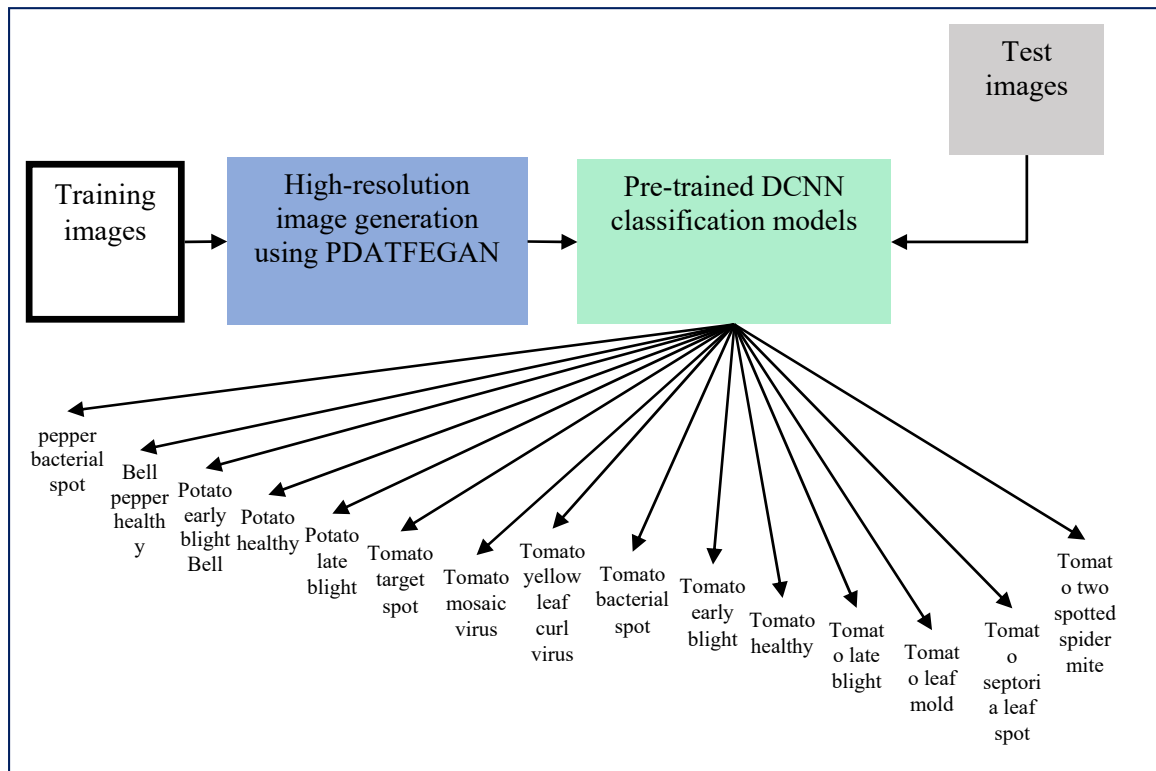 Test
images
Training
images
High-resolution
image generation
using PDATFEGAN
Pre-trained DCNN
classification models
pepper
bacterial
spot
Bell
pepper
health
y
Potato
early
blight
Bell
Potato
healthy
Potato
late
blight
Tomato
target
spot
Tomato
mosaic
virus
Tomato
yellow
leaf
curl
virus
Tomato
bacterial
spot
Tomato
early
blight
Tomato
healthy
Tomat
o late
blight
Tomat
o leaf
mold
Tomat
o
septori
a leaf
spot
Tomat
o two
spotted
spider
mite